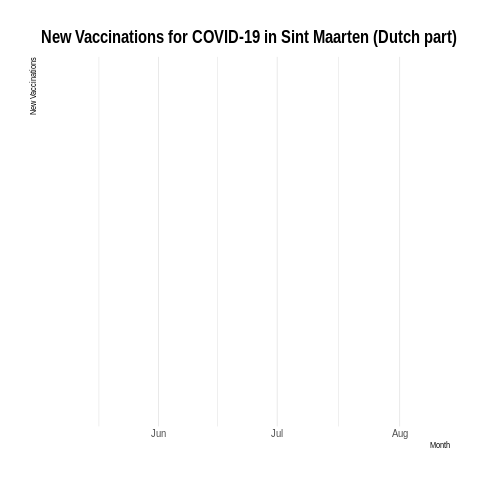 New Vaccinations for COVID-19 in Sint Maarten (Dutch part)
New Vaccinations
Jun Jul Aug
Month